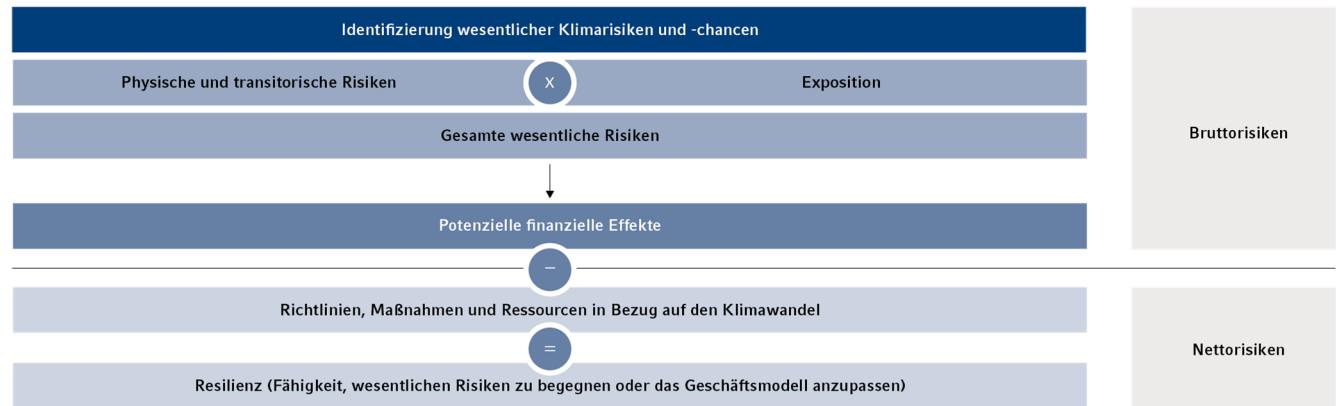 Identifizierung wesentlicher Klimarisiken und -chancen
Physische und transitorische Risiken
X
Exposition
Gesamte wesentliche Risiken
Bruttorisiken
Potenzielle finanzielle Effekte
–
Richtlinien, Maßnahmen und Ressourcen in Bezug auf den Klimawandel
=
Nettorisiken
Resilienz (Fähigkeit, wesentlichen Risiken zu begegnen oder das Geschäftsmodell anzupassen)